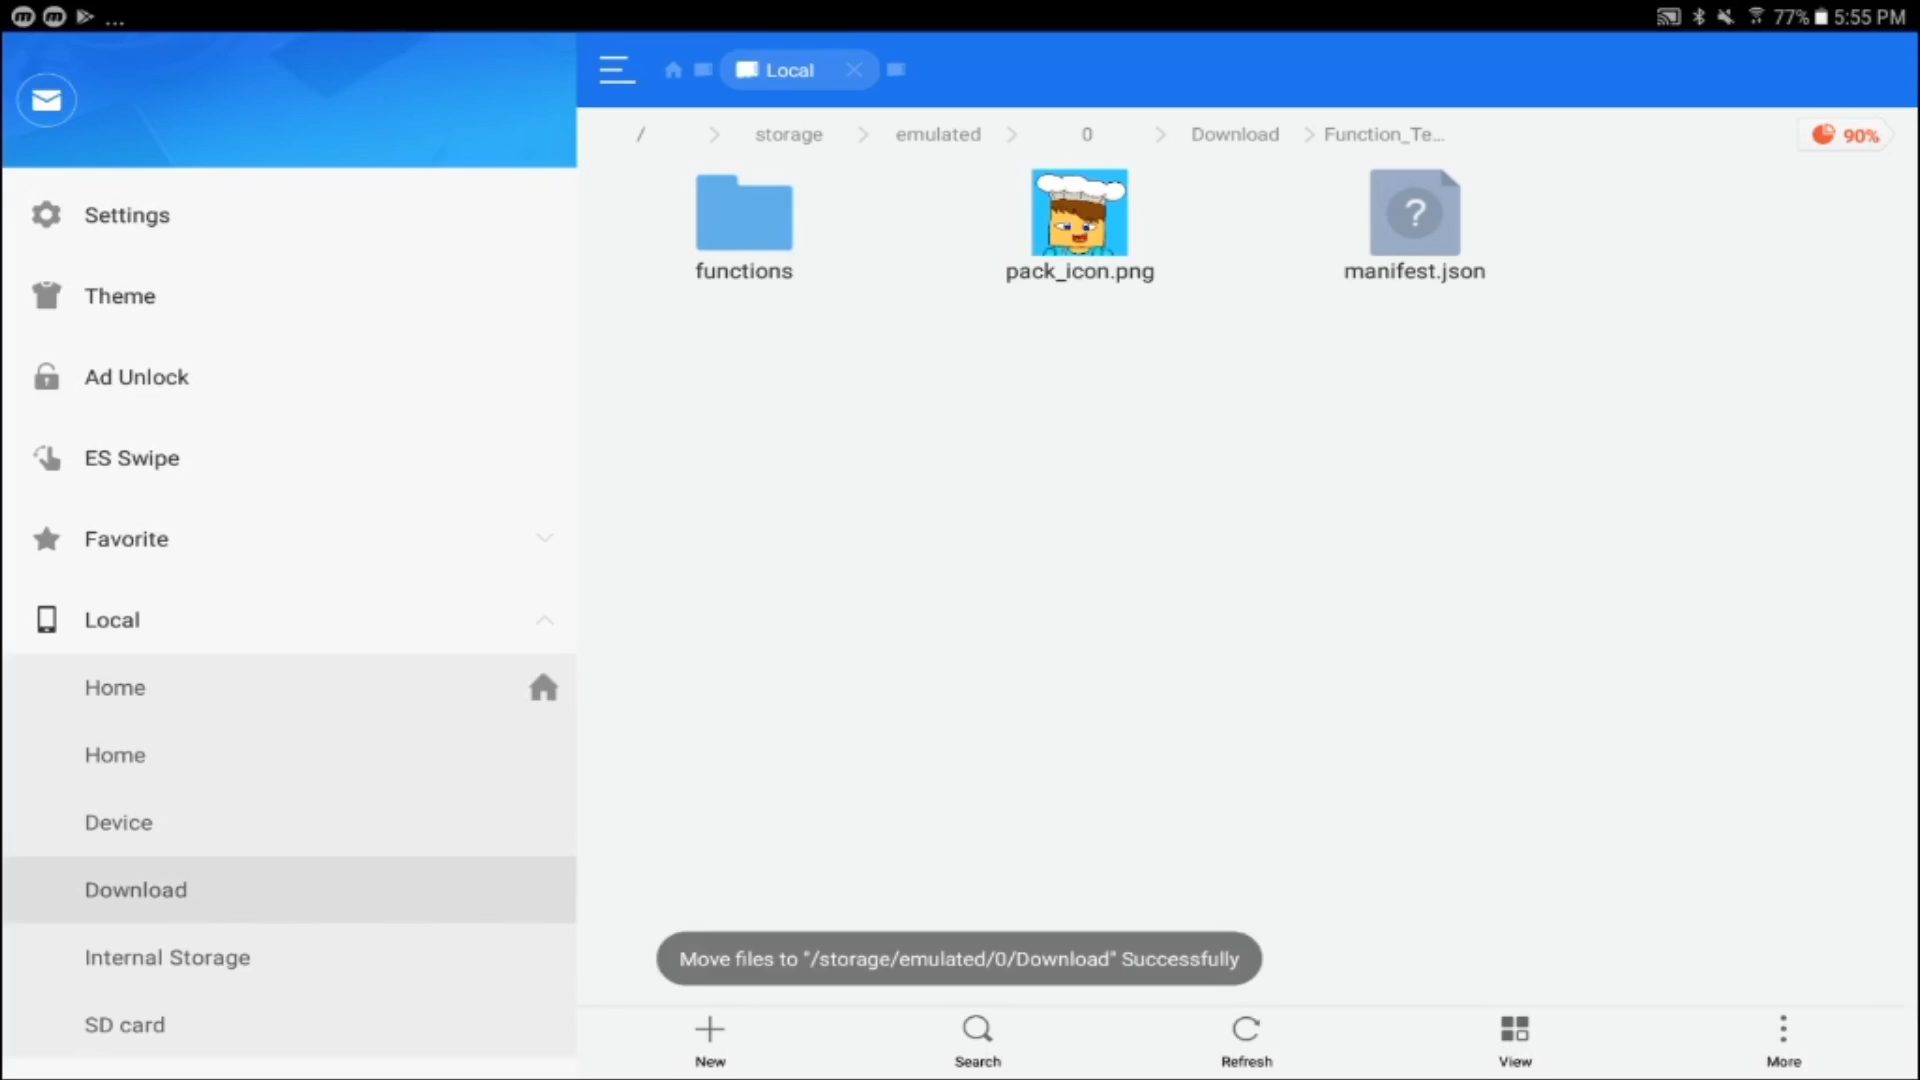 ... 77% 5:55 PM
Local
/ storage emulated 0 Download Function_Te... 90%
Settings
Theme
Ad Unlock
ES Swipe
Favorite
Local
Home
Home
Device
Download
Internal Storage
SD card
functions
pack_icon.png
manifest.json
Move files to "/storage/emulated/0/Download" Successfully
New
Search
Refresh
View
More